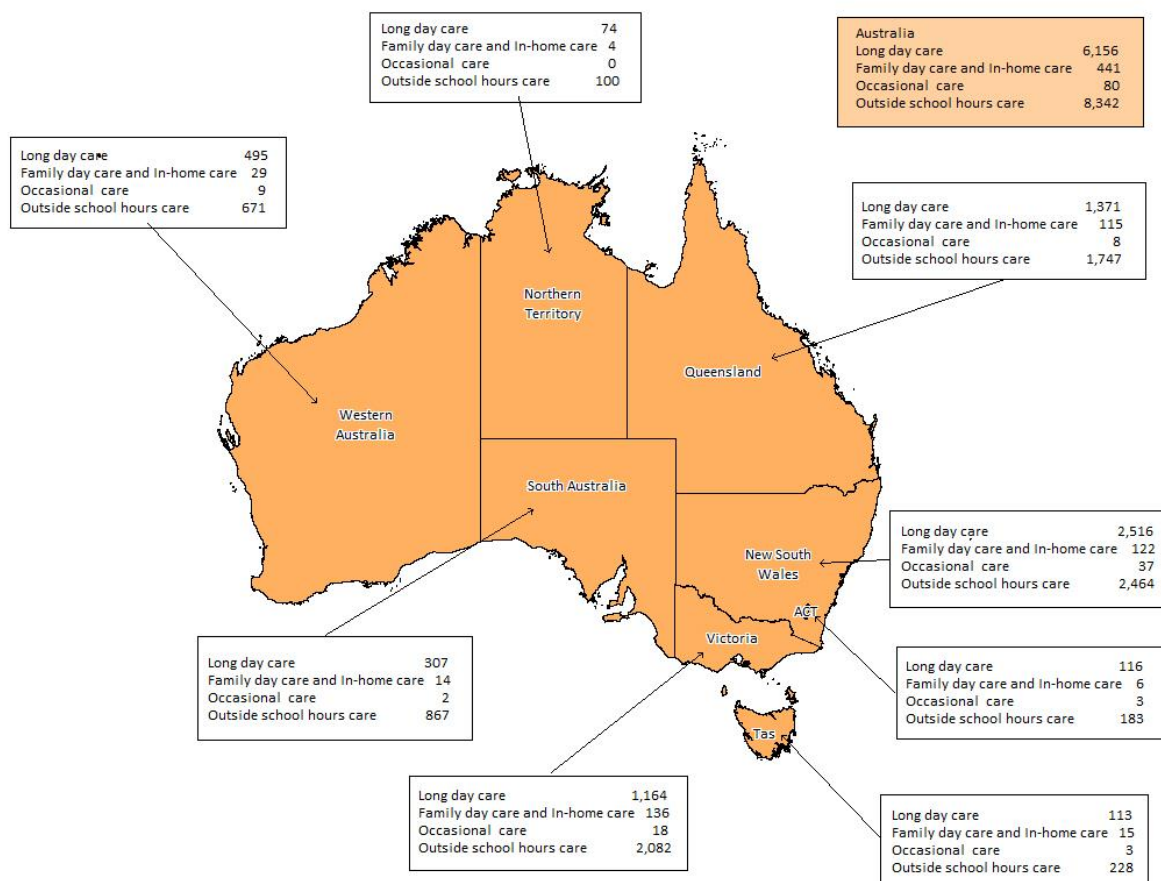 Long day care 74
Family day care and In-home care 4
Occasional care 0
Outside school hours care 100
Australia
Long day care 6,156
Family day care and In-home care 441
Occasional care 80
Outside school hours care 8,342
Long day care 495
Family day care and In-home care 29
Occasional care 9
Outside school hours care 671
Long day care 1,371
Family day care and In-home care 115
Occasional care 8
Outside school hours care 1,747
Northern
Territory
Queensland
Western
Australia
South Australia
Long day care 2,516
Family day care and In-home care 122
Occasional care 37
Outside school hours care 2,464
New South
Wales
ACT
Victoria
Long day care 307
Family day care and In-home care 14
Occasional care 2
Outside school hours care 867
Long day care 116
Family day care and In-home care 6
Occasional care 3
Outside school hours care 183
Tas
Long day care 1,164
Family day care and In-home care 136
Occasional care 18
Outside school hours care 2,082
Long day care 113
Family day care and In-home care 15
Occasional care 3
Outside school hours care 228